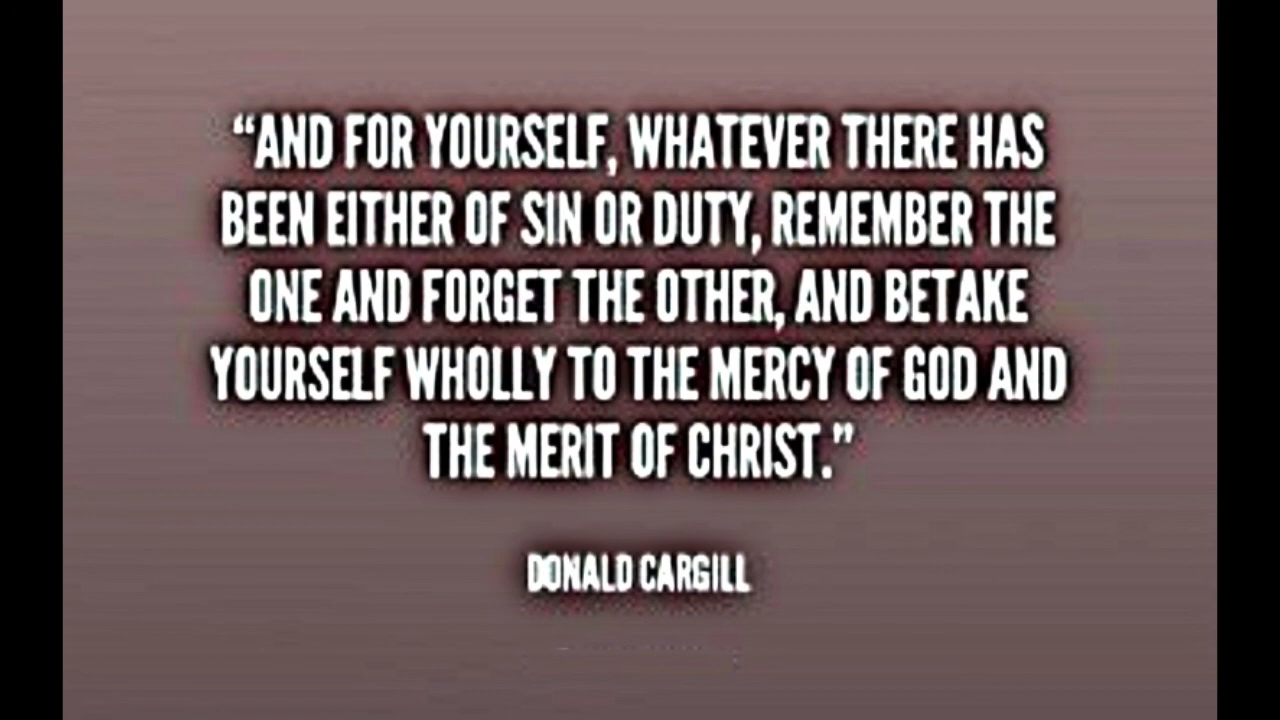 “AND FOR YOURSELF, WHATEVER THERE HAS
BEEN EITHER OF SIN OR DUTY, REMEMBER THE
ONE AND FORGET THE OTHER, AND BETAKE
YOURSELF WHOLLY TO THE MERCY OF GOD AND
THE MERIT OF CHRIST.”
DONALD CARGILL